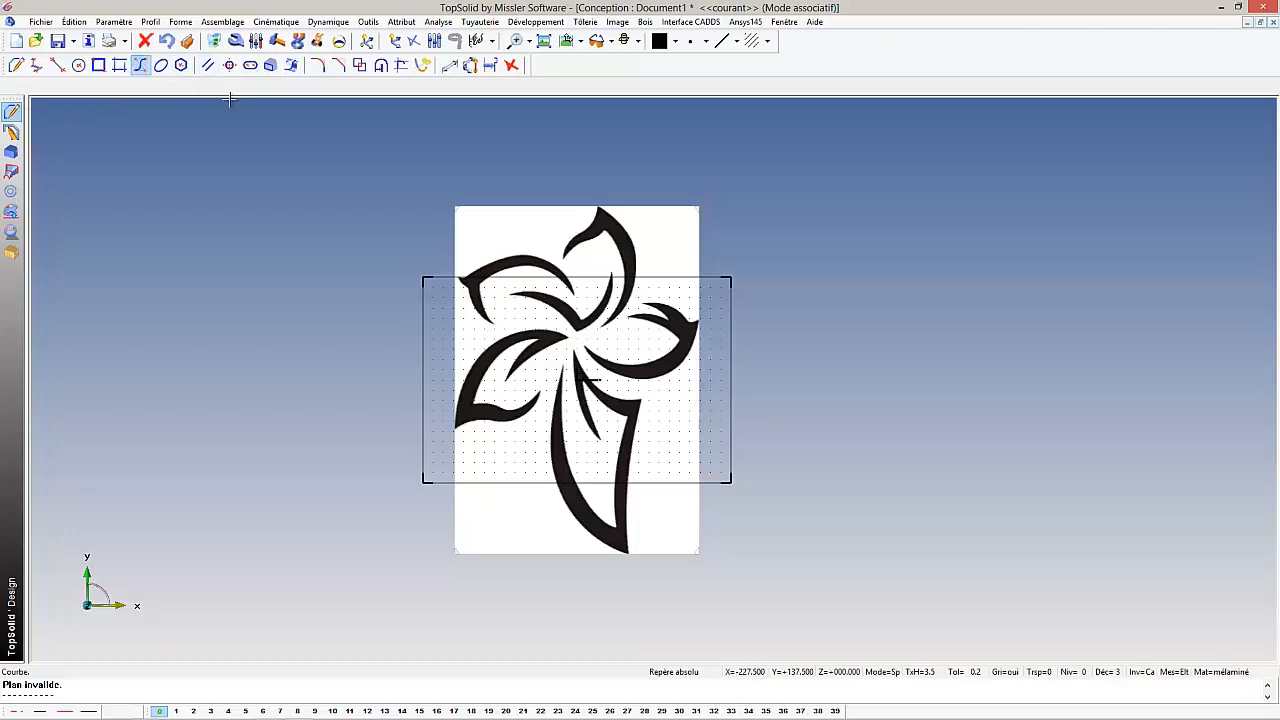 TopSolid by Missler Software - [Conception : Document1 * <<courant>> (Mode associatif)]
Fichier Edition Paramètre Profil Forme Assemblage Cinématique Dynamique Outils Attribut Analyse Tuyauterie Développement Tôlerie Image Bois Interface CADDS Ansys145 Fenêtre Aide
TopSolid'Design
y
x
Courbe. Repère absolu X=-227.500 Y=+137.500 Z=+000.000 Mode=Sp TxH=3.5 Tol= 0.2 Gri=oui Trsp=0 Niv= 0 Déc= 3 Inv=Ca Mes=Elt Mat=mélaminé
Plan invalide.
----------
0 1 2 3 4 5 6 7 8 9 10 11 12 13 14 15 16 17 18 19 20 21 22 23 24 25 26 27 28 29 30 31 32 33 34 35 36 37 38 39